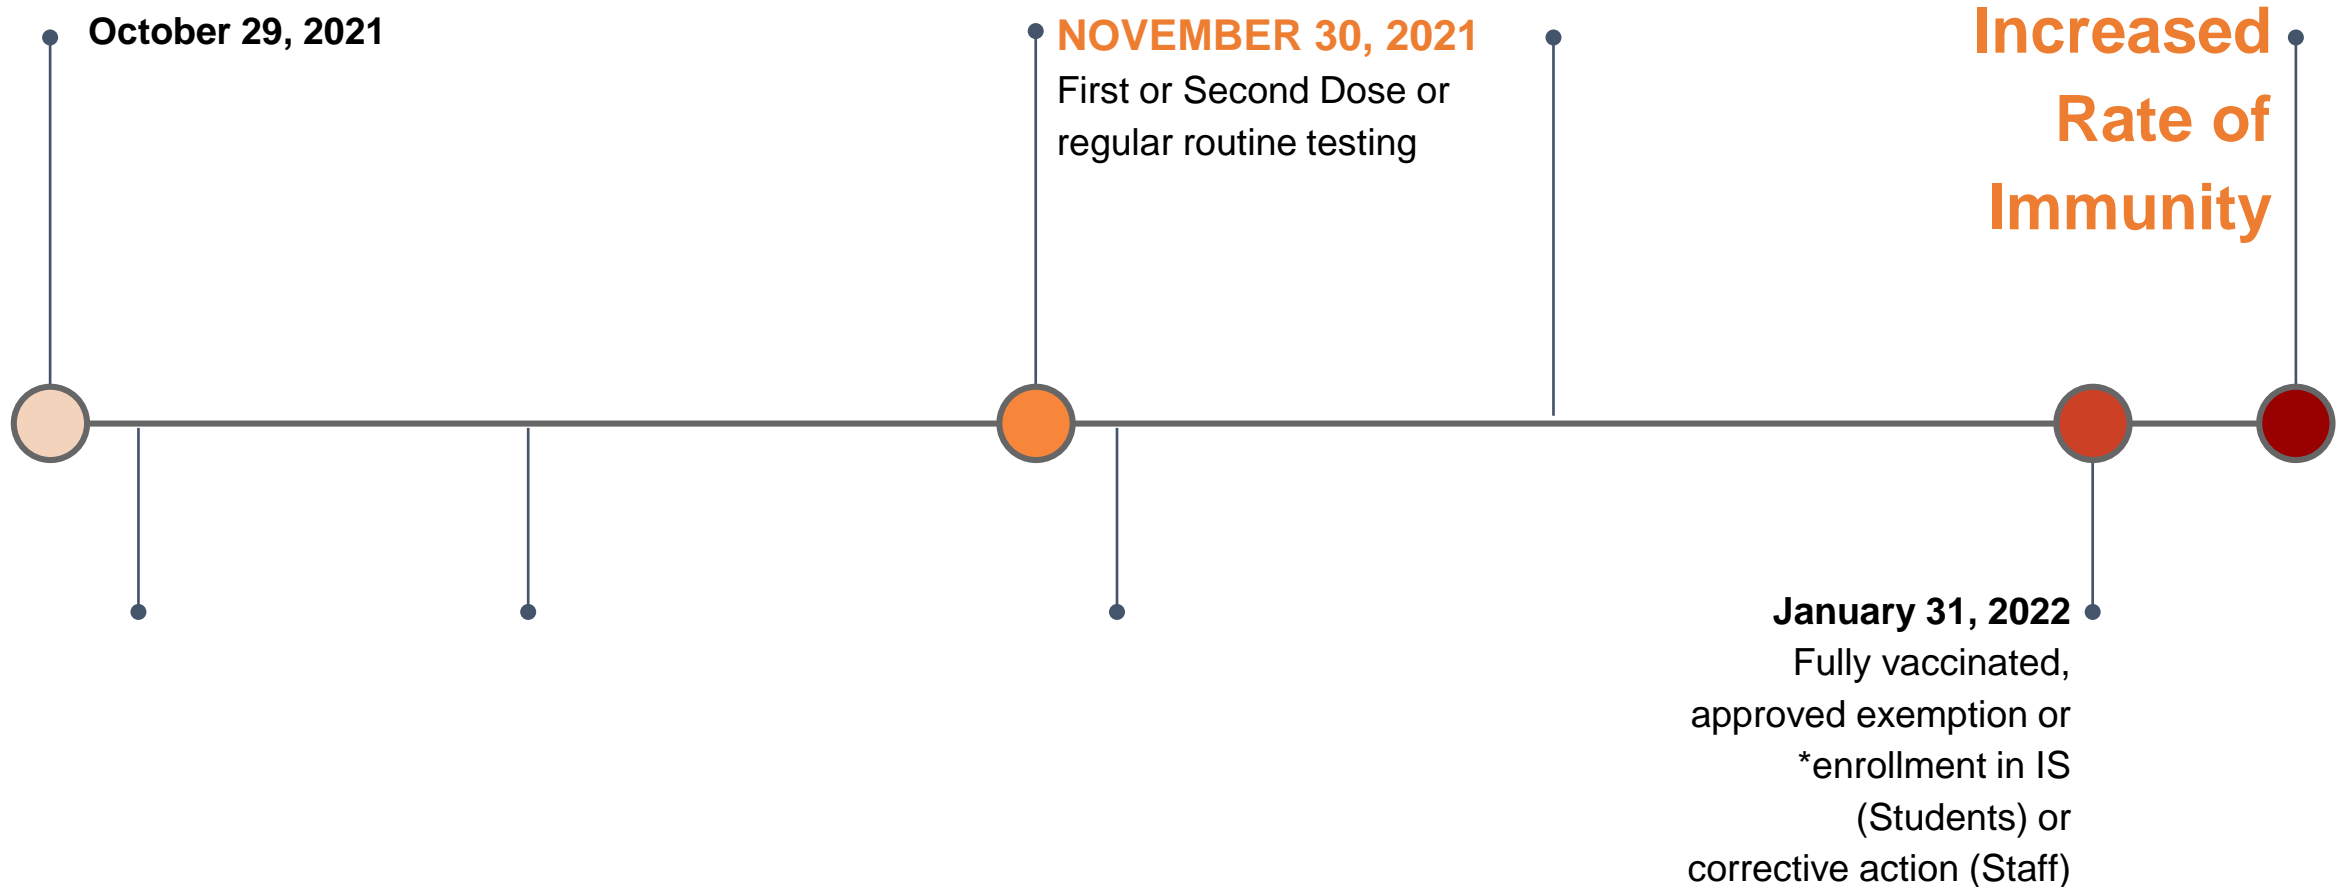 October 29, 2021
NOVEMBER 30, 2021
First or Second Dose or
regular routine testing
Increased
Rate of
Immunity
January 31, 2022
Fully vaccinated,
approved exemption or
*enrollment in IS
(Students) or
corrective action (Staff)